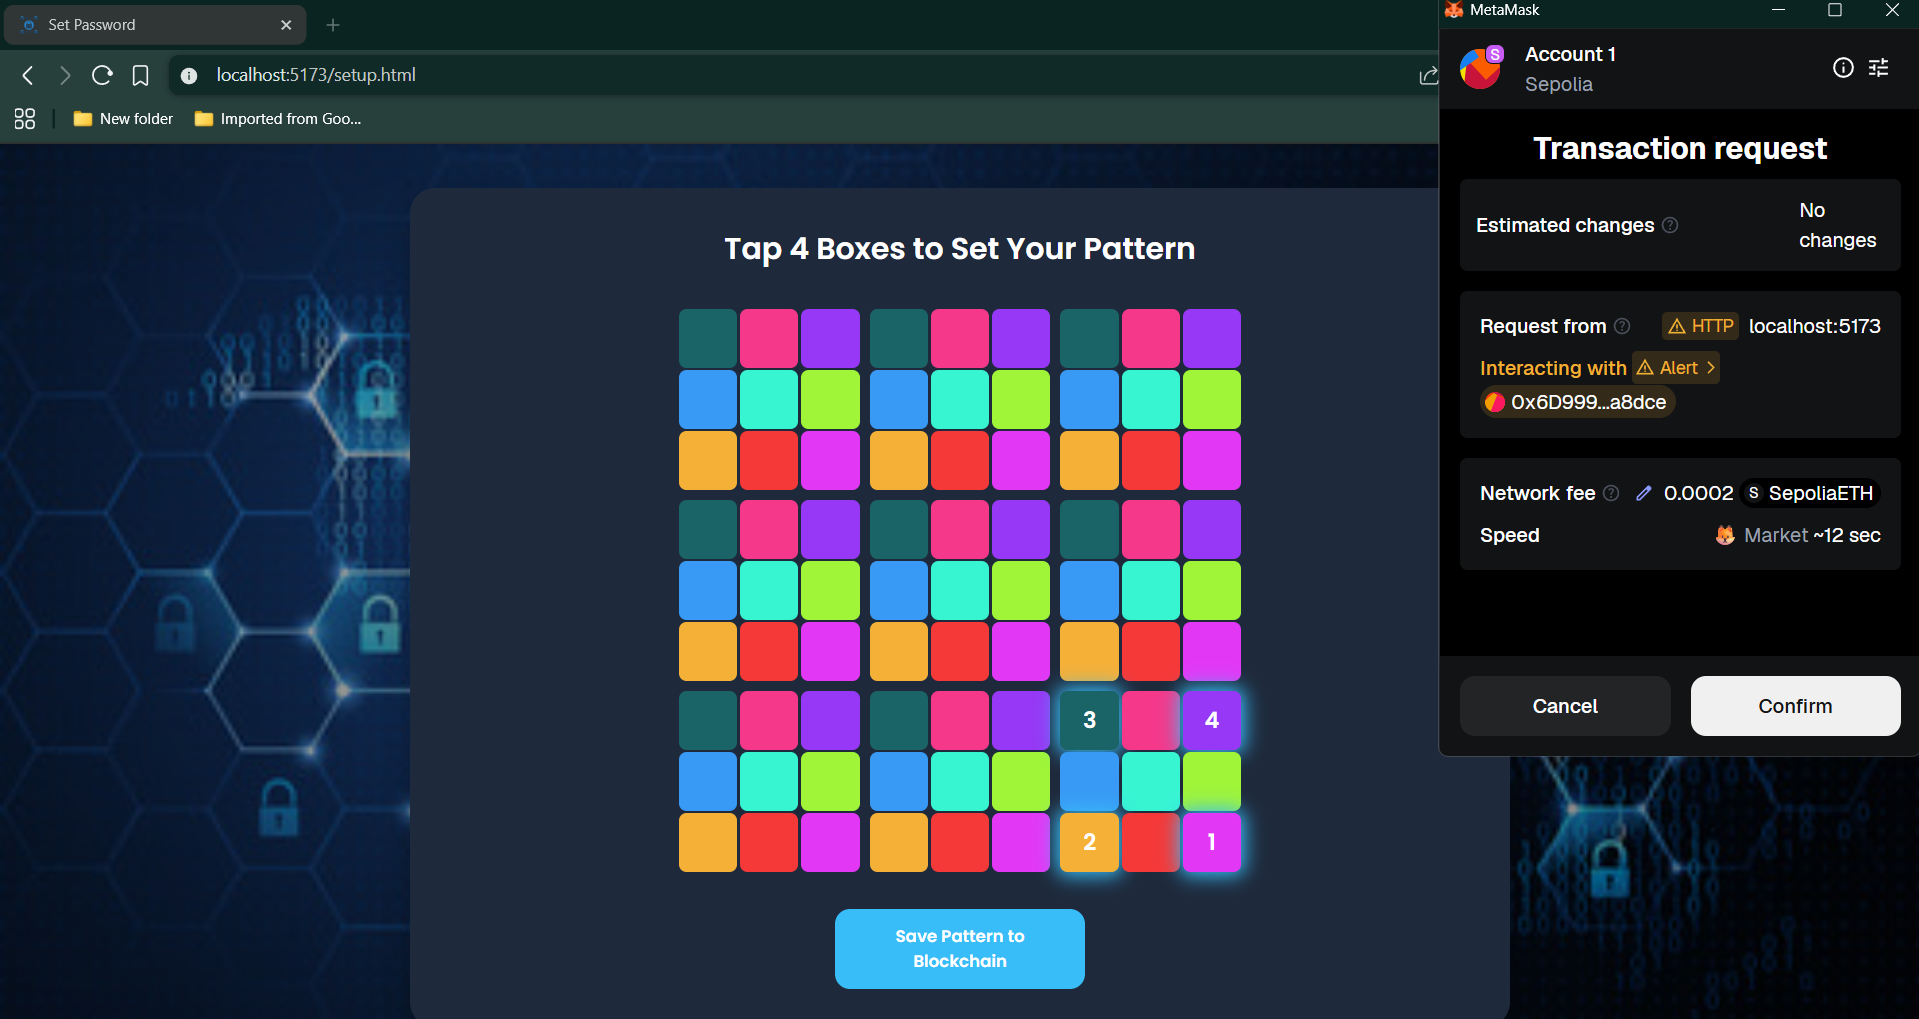 Set Password
localhost:5173/setup.html
New folder
Imported from Goo...
Tap 4 Boxes to Set Your Pattern
3
4
2
1
Save Pattern to
Blockchain
MetaMask
S
Account 1
Sepolia
Transaction request
Estimated changes ?
No
changes
Request from ? HTTP localhost:5173
Interacting with Alert >
0x6D999...a8dce
Network fee ? 0.0002 S SepoliaETH
Speed Market ~12 sec
Cancel
Confirm